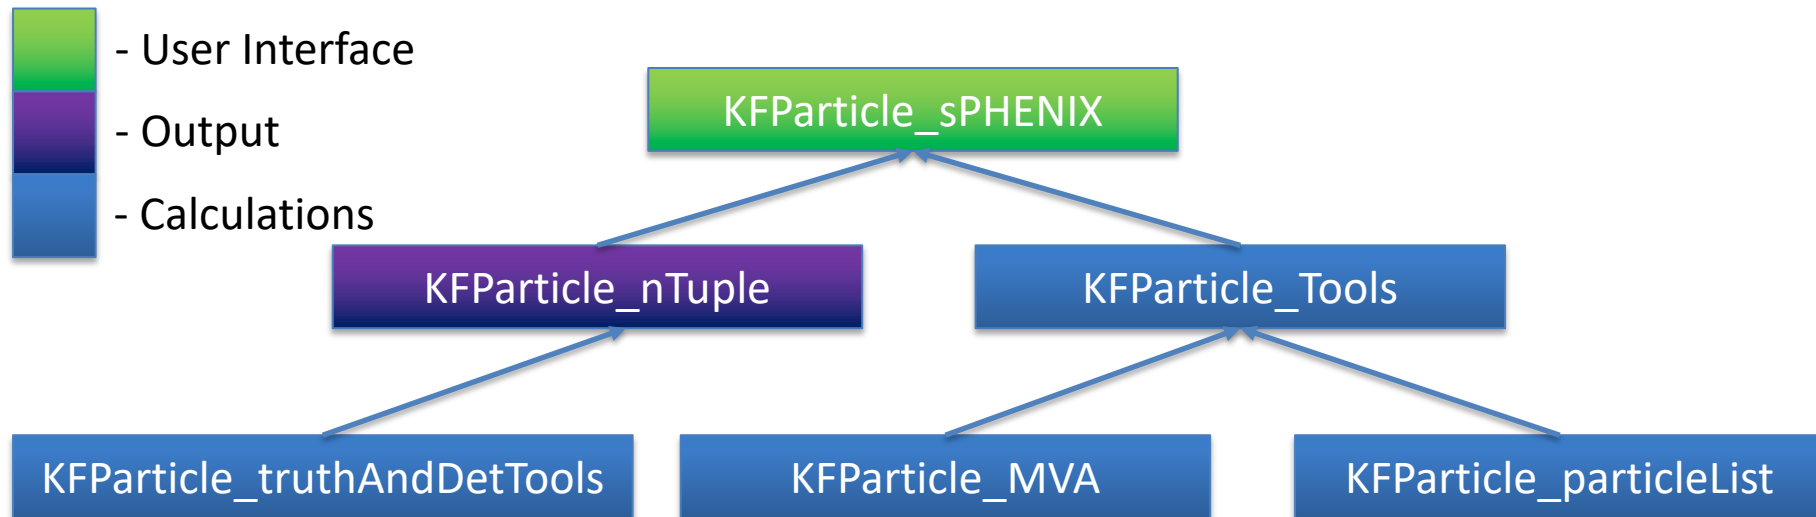 - User Interface
- Output
- Calculations
KFParticle_sPHENIX
KFParticle_nTuple
KFParticle_Tools
KFParticle_truthAndDetTools
KFParticle_MVA
KFParticle_particleList